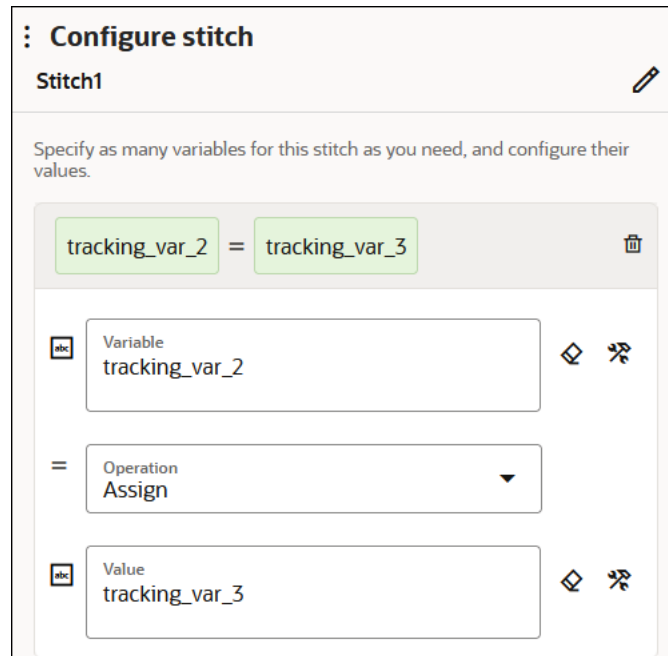 Configure stitch
Stitch1
Specify as many variables for this stitch as you need, and configure their
values.
tracking_var_2 = tracking_var_3
abc
Variable
tracking_var_2
=
Operation
Assign
abc
Value
tracking_var_3